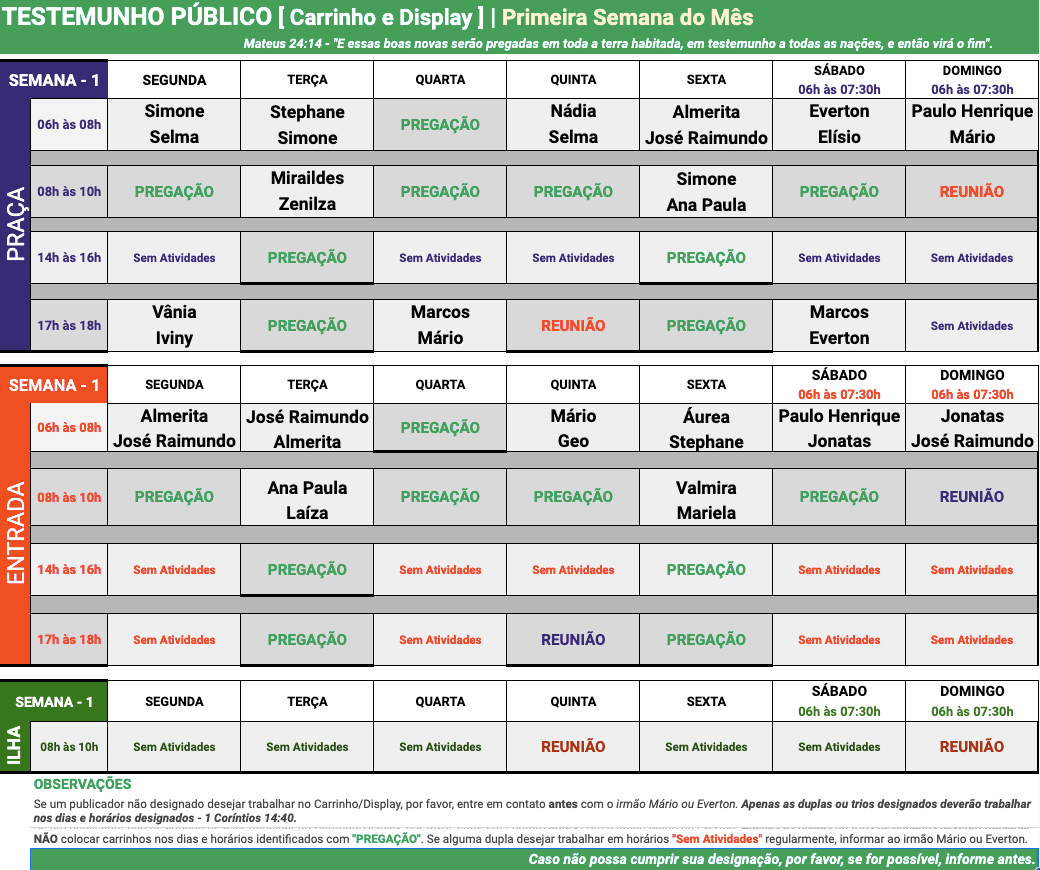 TESTEMUNHO PÚBLICO [ Carrinho e Display ] | Primeira Semana do Mês
Mateus 24:14 - "E essas boas novas serão pregadas em toda a terra habitada, em testemunho a todas as nações, e então virá o fim".
SEMANA - 1 SEGUNDA TERÇA QUARTA QUINTA SEXTA SÁBADO DOMINGO
06h às 07:30h 06h às 07:30h
PRAÇA
06h às 08h
Simone Stephane PREGAÇÃO Nádia Almerita Everton Paulo Henrique
Selma Simone Selma José Raimundo Elísio Mário
08h às 10h
PREGAÇÃO Miraildes PREGAÇÃO PREGAÇÃO Simone PREGAÇÃO REUNIÃO
Zenilza Ana Paula
14h às 16h Sem Atividades PREGAÇÃO Sem Atividades Sem Atividades PREGAÇÃO Sem Atividades Sem Atividades
17h às 18h
Vânia PREGAÇÃO Marcos REUNIÃO PREGAÇÃO Marcos Sem Atividades
Iviny Mário Everton
SEMANA - 1 SEGUNDA TERÇA QUARTA QUINTA SEXTA SÁBADO DOMINGO
06h às 07:30h 06h às 07:30h
ENTRADA
06h às 08h
Almerita José Raimundo PREGAÇÃO Mário Áurea Paulo Henrique Jonatas
José Raimundo Almerita Geo Stephane Jonatas José Raimundo
08h às 10h
PREGAÇÃO Ana Paula PREGAÇÃO PREGAÇÃO Valmira PREGAÇÃO REUNIÃO
Laíza Mariela
14h às 16h Sem Atividades PREGAÇÃO Sem Atividades Sem Atividades PREGAÇÃO Sem Atividades Sem Atividades
17h às 18h Sem Atividades PREGAÇÃO Sem Atividades REUNIÃO PREGAÇÃO Sem Atividades Sem Atividades
SEMANA - 1 SEGUNDA TERÇA QUARTA QUINTA SEXTA SÁBADO DOMINGO
06h às 07:30h 06h às 07:30h
ILHA
08h às 10h Sem Atividades Sem Atividades Sem Atividades REUNIÃO Sem Atividades Sem Atividades REUNIÃO
OBSERVAÇÕES
Se um publicador não designado desejar trabalhar no Carrinho/Display, por favor, entre em contato antes com o irmão Mário ou Everton. Apenas as duplas ou trios designados deverão trabalhar
nos dias e horários designados - 1 Coríntios 14:40.
NÃO colocar carrinhos nos dias e horários identificados com "PREGAÇÃO". Se alguma dupla desejar trabalhar em horários "Sem Atividades" regularmente, informar ao irmão Mário ou Everton.
Caso não possa cumprir sua designação, por favor, se for possível, informe antes.